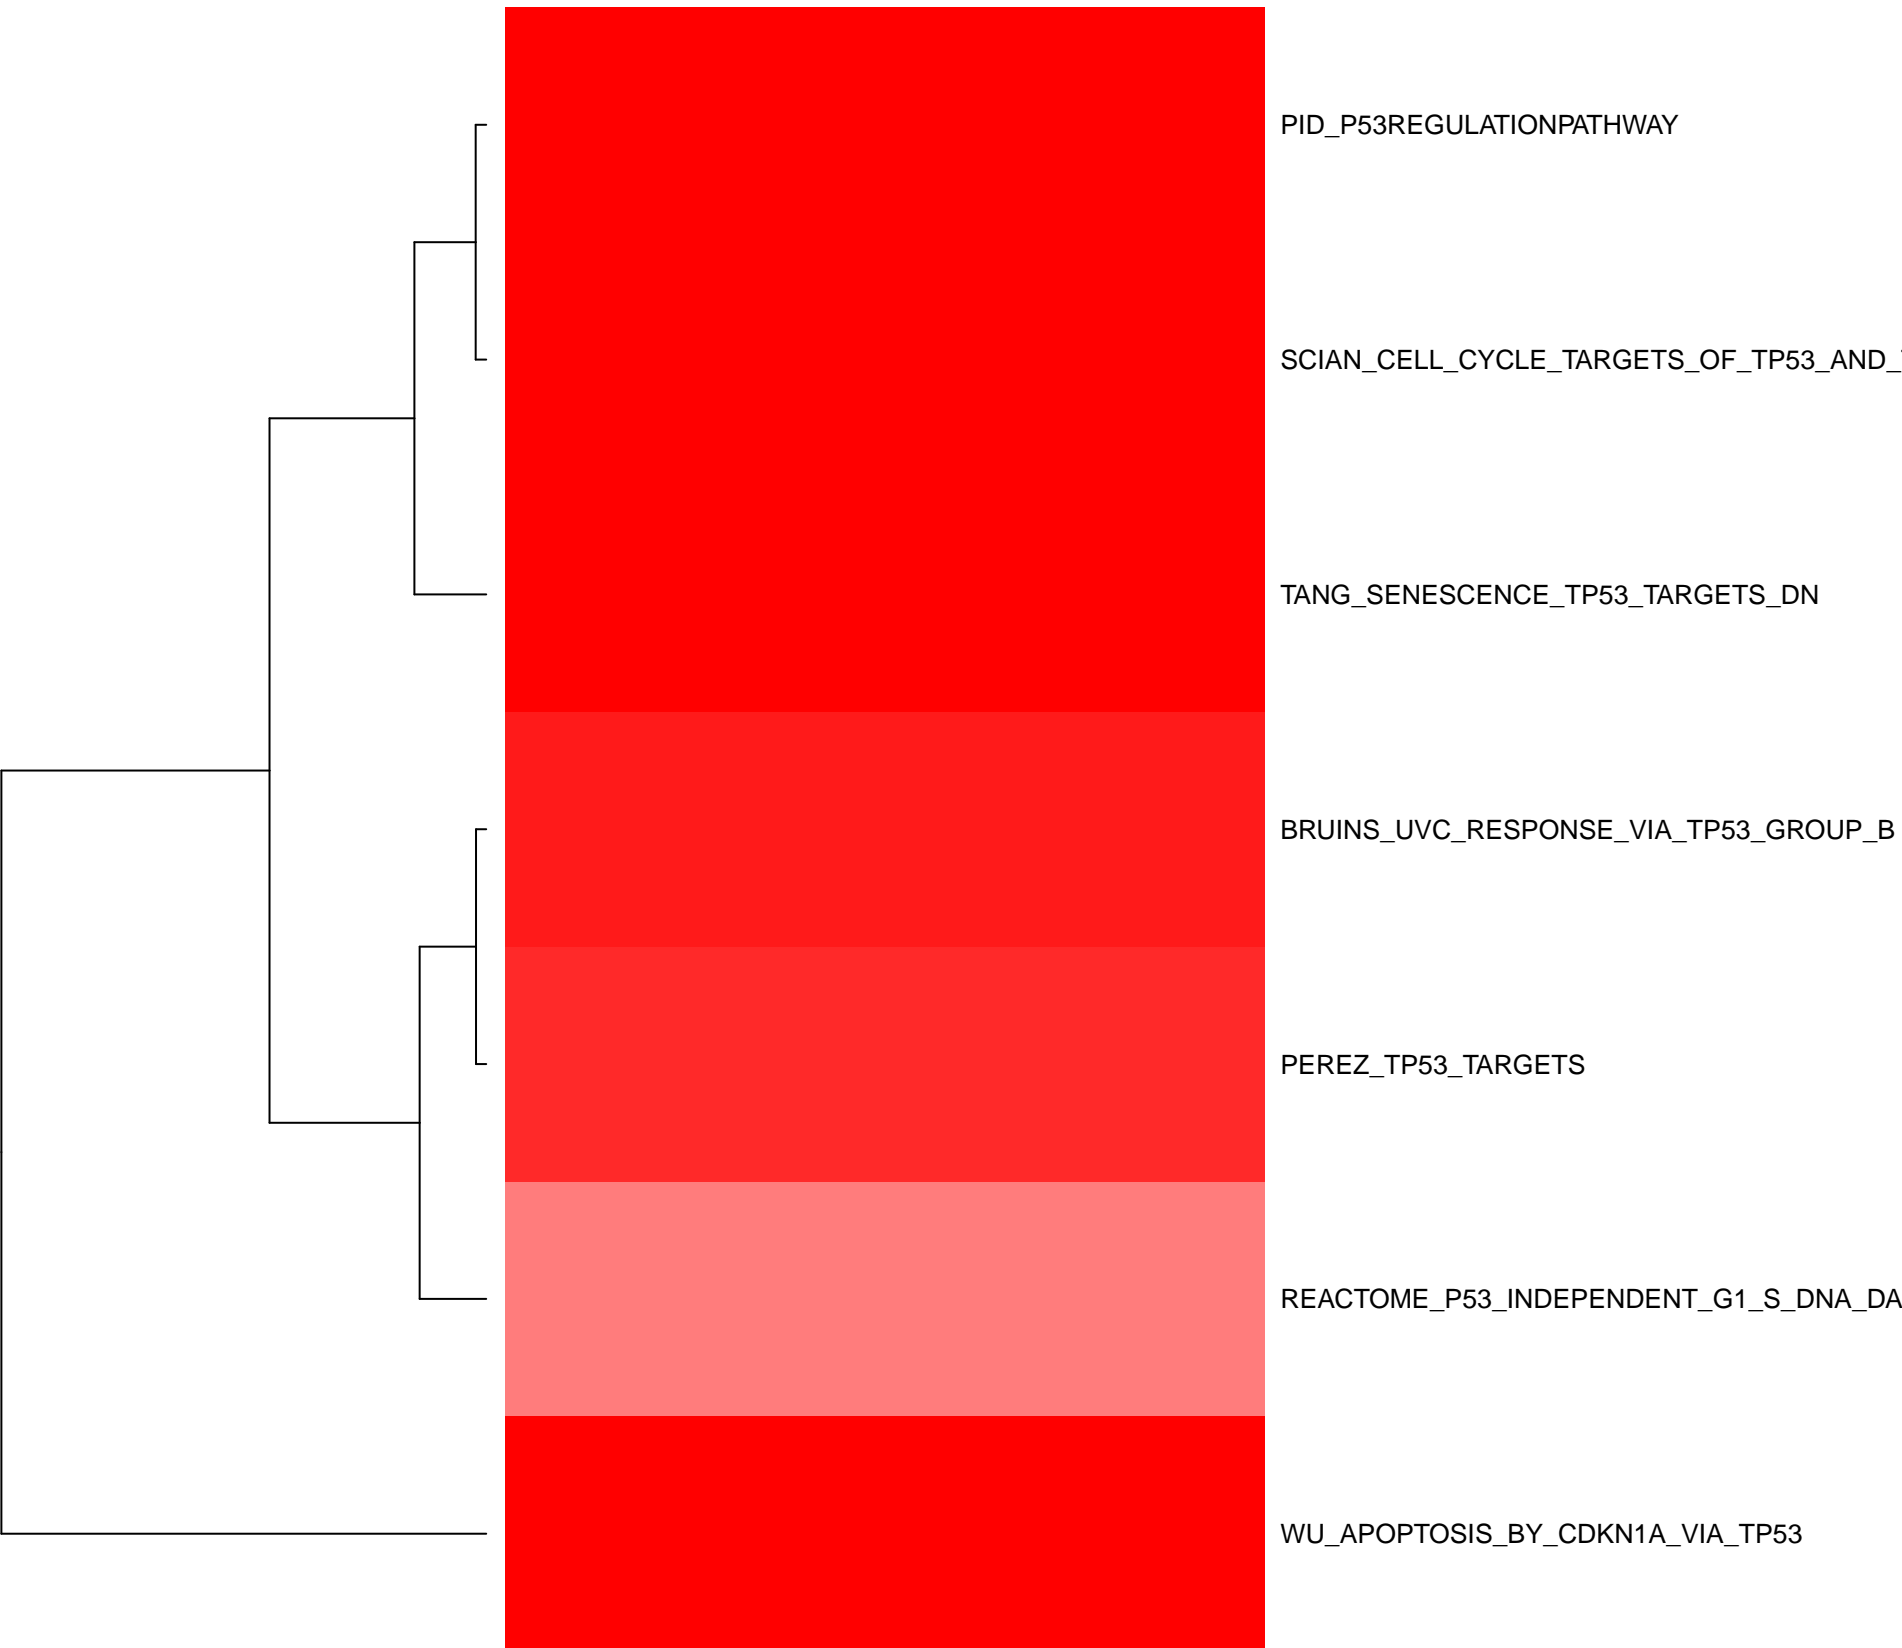 PID_P53REGULATIONPATHWAY
SCIAN_CELL_CYCLE_TARGETS_OF_TP53_AND_
TANG_SENESCENCE_TP53_TARGETS_DN
BRUINS_UVC_RESPONSE_VIA_TP53_GROUP_B
PEREZ_TP53_TARGETS
REACTOME_P53_INDEPENDENT_G1_S_DNA_DA
WU_APOPTOSIS_BY_CDKN1A_VIA_TP53